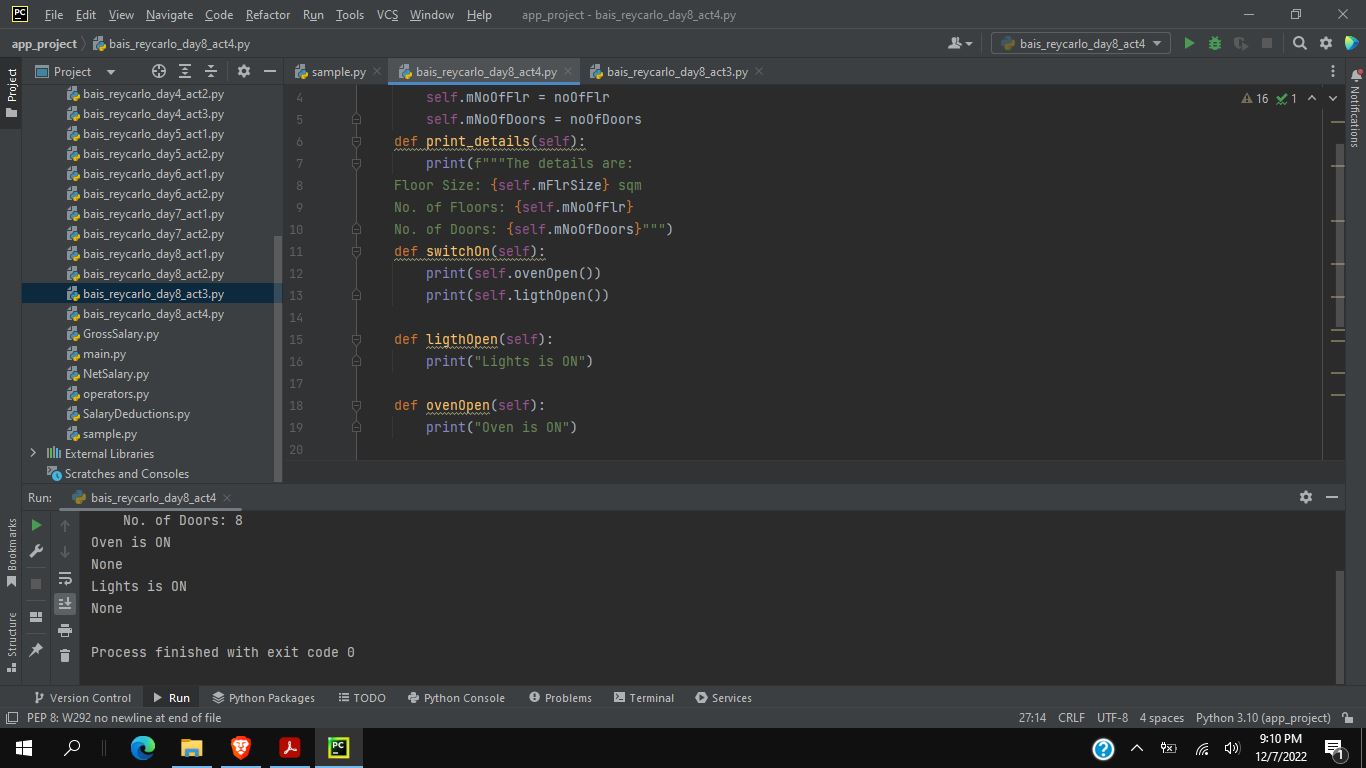 PC File Edit View Navigate Code Refactor Run Tools VCS Window Help app_project - bais_reycarlo_day8_act4.py
app_project bais_reycarlo_day8_act4.py bais_reycarlo_day8_act4
Project Project sample.py bais_reycarlo_day8_act4.py bais_reycarlo_day8_act3.py
bais_reycarlo_day4_act2.py
bais_reycarlo_day4_act3.py
bais_reycarlo_day5_act1.py
bais_reycarlo_day5_act2.py
bais_reycarlo_day6_act1.py
bais_reycarlo_day6_act2.py
bais_reycarlo_day7_act1.py
bais_reycarlo_day7_act2.py
bais_reycarlo_day8_act1.py
bais_reycarlo_day8_act2.py
bais_reycarlo_day8_act3.py
bais_reycarlo_day8_act4.py
GrossSalary.py
main.py
NetSalary.py
operators.py
SalaryDeductions.py
sample.py
External Libraries
Scratches and Consoles
4 self.mNoOfFlr = noOfFlr
5 self.mNoOfDoors = noOfDoors
6 def print_details(self):
7 print(f"""The details are:
8 Floor Size: {self.mFlrSize} sqm
9 No. of Floors: {self.mNoOfFlr}
10 No. of Doors: {self.mNoOfDoors}""")
11 def switchOn(self):
12 print(self.ovenOpen())
13 print(self.ligthOpen())
14
15 def ligthOpen(self):
16 print("Lights is ON")
17
18 def ovenOpen(self):
19 print("Oven is ON")
20
16 1
Notifications
Run: bais_reycarlo_day8_act4
No. of Doors: 8
Oven is ON
None
Lights is ON
None
Process finished with exit code 0
Bookmarks
Structure
Version Control Run Python Packages TODO Python Console Problems Terminal Services
PEP 8: W292 no newline at end of file 27:14 CRLF UTF-8 4 spaces Python 3.10 (app_project)
PC
9:10 PM
12/7/2022
1